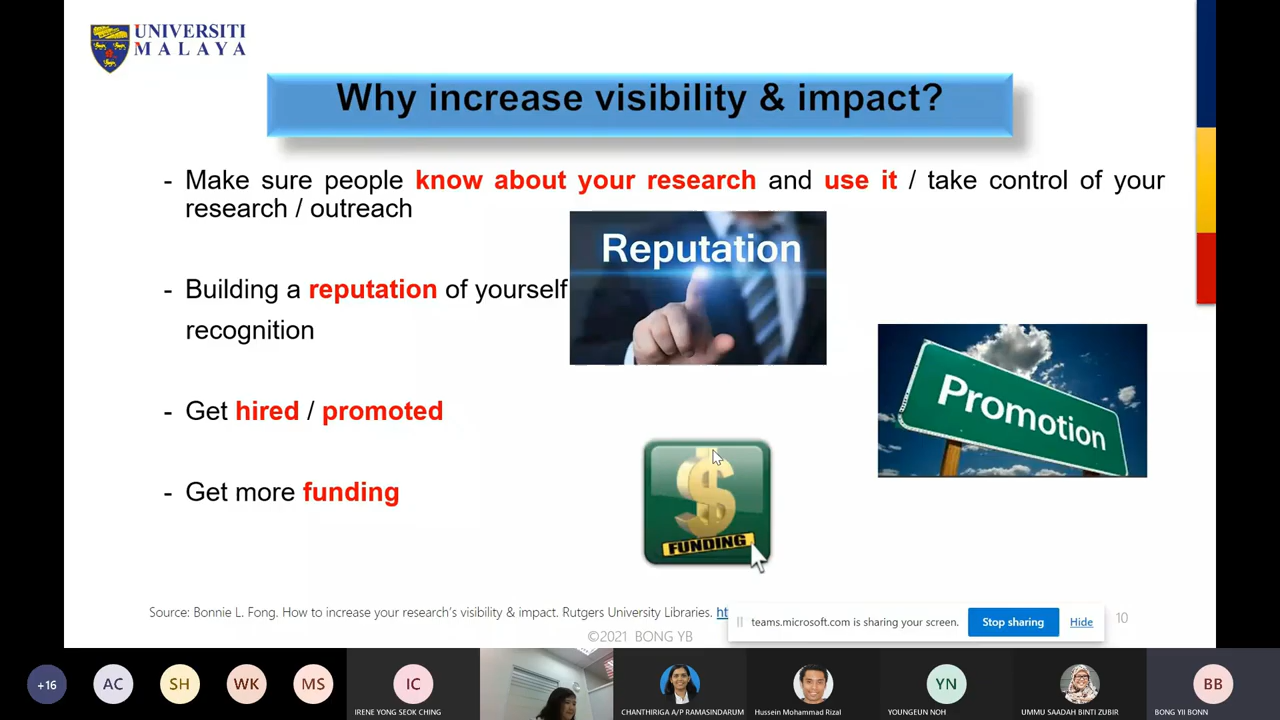 UNIVERSITI
MALAYA
Why increase visibility & impact?
- Make sure people know about your research and use it / take control of your
research / outreach
Reputation
- Building a reputation of yourself
recognition
Promotion
- Get hired / promoted
- Get more funding
FUNDING
Source: Bonnie L. Fong. How to increase your research's visibility & impact. Rutgers University Libraries. ht
teams.microsoft.com is sharing your screen.
Stop sharing
Hide
10
©2021 BONG YB
+16
AC
SH
WK
MS
IC
YN
BB
IRENE YONG SEOK CHING
CHANTHIRIGA A/P RAMASINDARUM
Hussein Mohammad Rizal
YOUNGEUN NOH
UMMU SAADAH BINTI ZUBIR
BONG YII BONN